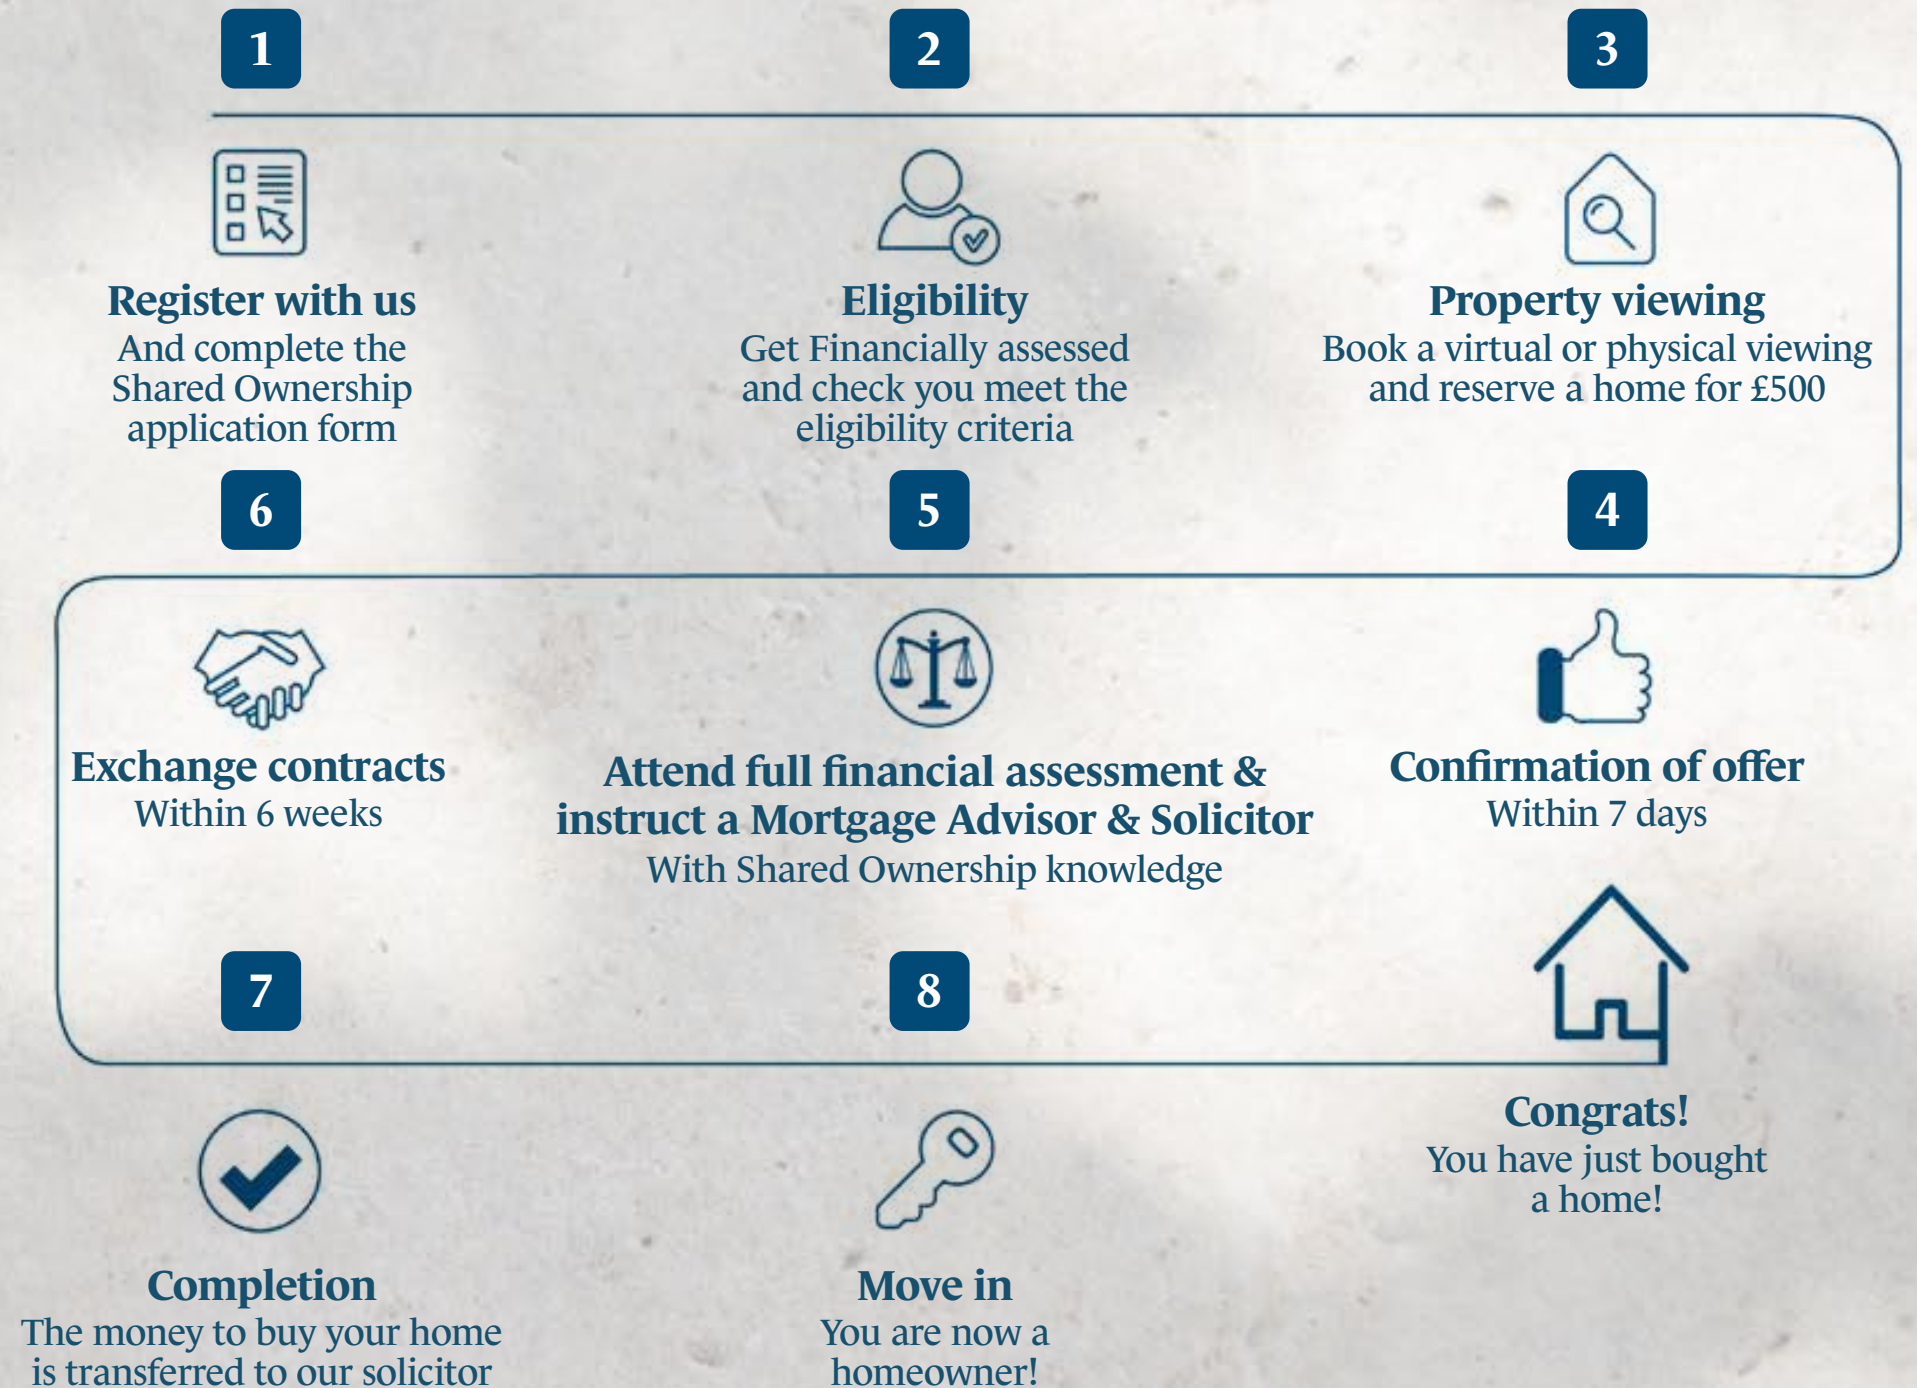 1
Register with us
And complete the
Shared Ownership
application form
2
Eligibility
Get Financially assessed
and check you meet the
eligibility criteria
3
Property viewing
Book a virtual or physical viewing
and reserve a home for £500
4
Confirmation of offer
Within 7 days
5
Attend full financial assessment &
instruct a Mortgage Advisor & Solicitor
With Shared Ownership knowledge
6
Exchange contracts
Within 6 weeks
7
Completion
The money to buy your home
is transferred to our solicitor
8
Move in
You are now a
homeowner!
Congrats!
You have just bought
a home!